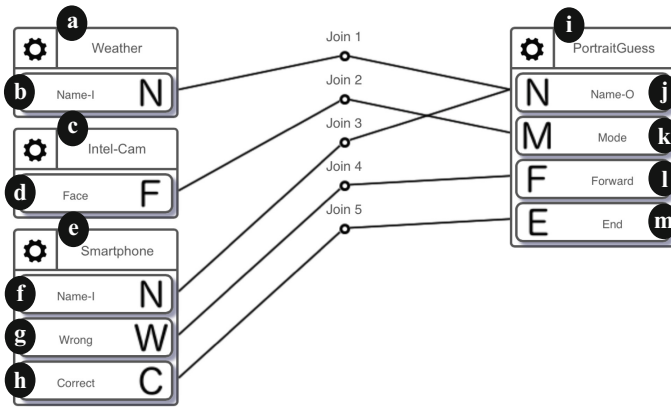 a
Weather
b Name-I N
c
Intel-Cam
d Face F
e
Smartphone
f Name-I N
g Wrong W
h Correct C
Join 1
Join 2
Join 3
Join 4
Join 5
i
PortraitGuess
N Name-O j
M Mode k
F Forward l
E End m